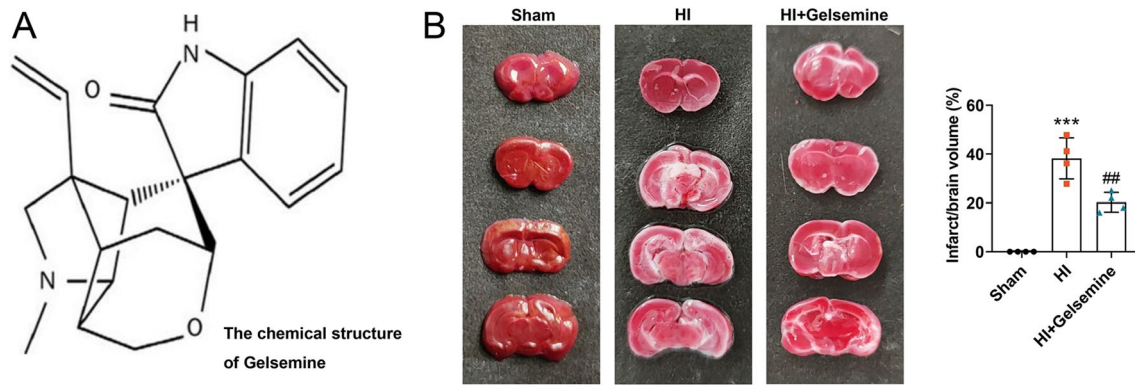 A
H
N
O
N
O
The chemical structure
of Gelsemine
B
Sham
HI
HI+Gelsemine
Infarct/brain volume (%)
60
40
20
0
***
##
Sham
HI
HI+Gelsemine